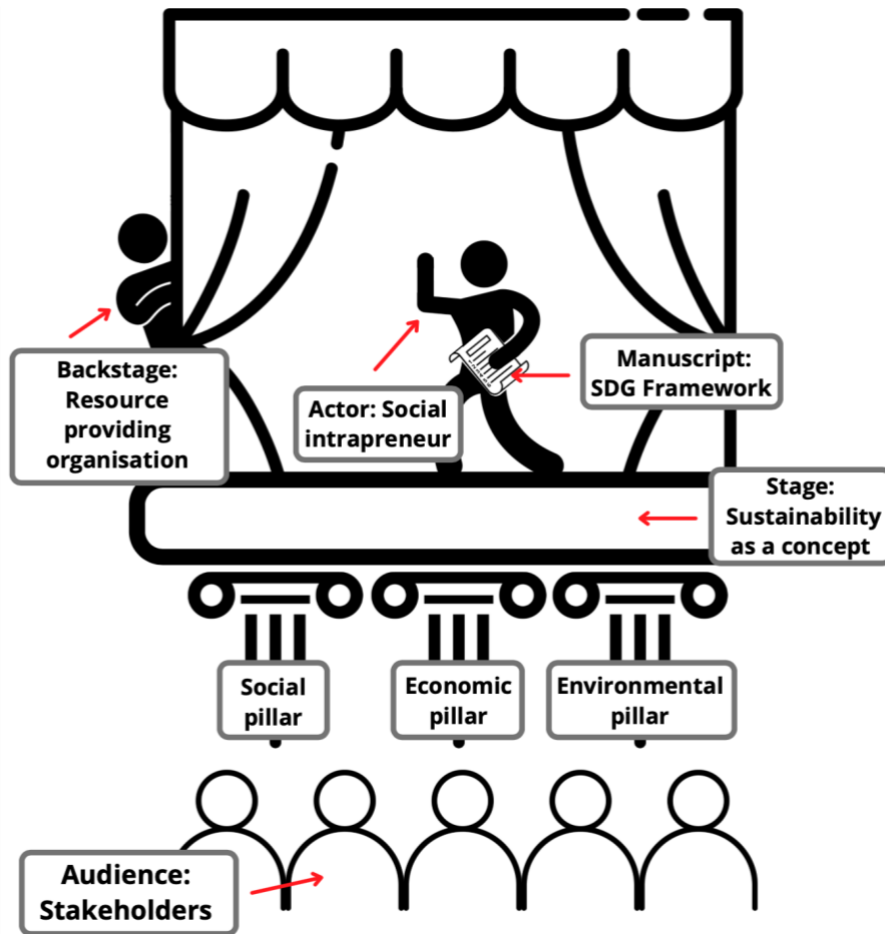 Backstage:
Resource
providing
organisation
Actor: Social
intrapreneur
Manuscript:
SDG Framework
Stage:
Sustainability
as a concept
Social
pillar
Economic
pillar
Environmental
pillar
Audience:
Stakeholders